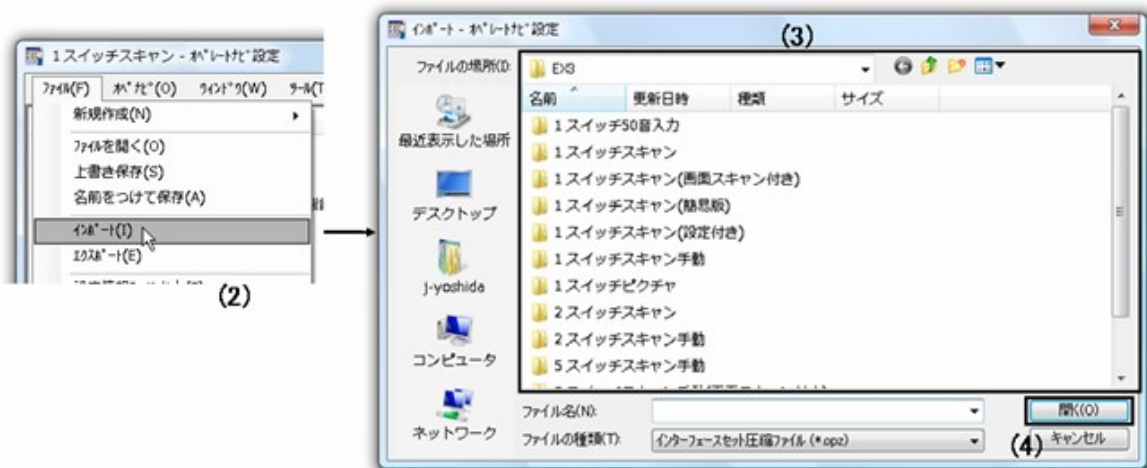 1スイッチスキャン - オペレートナビ設定
ファイル(F) オペナビ(O) ウィンドウ(W) ツール(T
新規作成(N)
ファイルを開く(O)
上書き保存(S)
名前をつけて保存(A)
インポート(I)
エクスポート(E)
(2)
インポート - オペレートナビ設定
(3)
ファイルの場所(I):
EX3
名前 更新日時 種類 サイズ
1スイッチ50音入力
1スイッチスキャン
1スイッチスキャン(画面スキャン付き)
1スイッチスキャン(簡易版)
1スイッチスキャン(設定付き)
1スイッチスキャン手動
1スイッチピクチャ
2スイッチスキャン
2スイッチスキャン手動
5スイッチスキャン手動
最近表示した場所
デスクトップ
j-yoshida
コンピュータ
ネットワーク
ファイル名(N):
開く(O)
ファイルの種類(T):
インターフェースセット圧縮ファイル (*.opz)
(4)
キャンセル